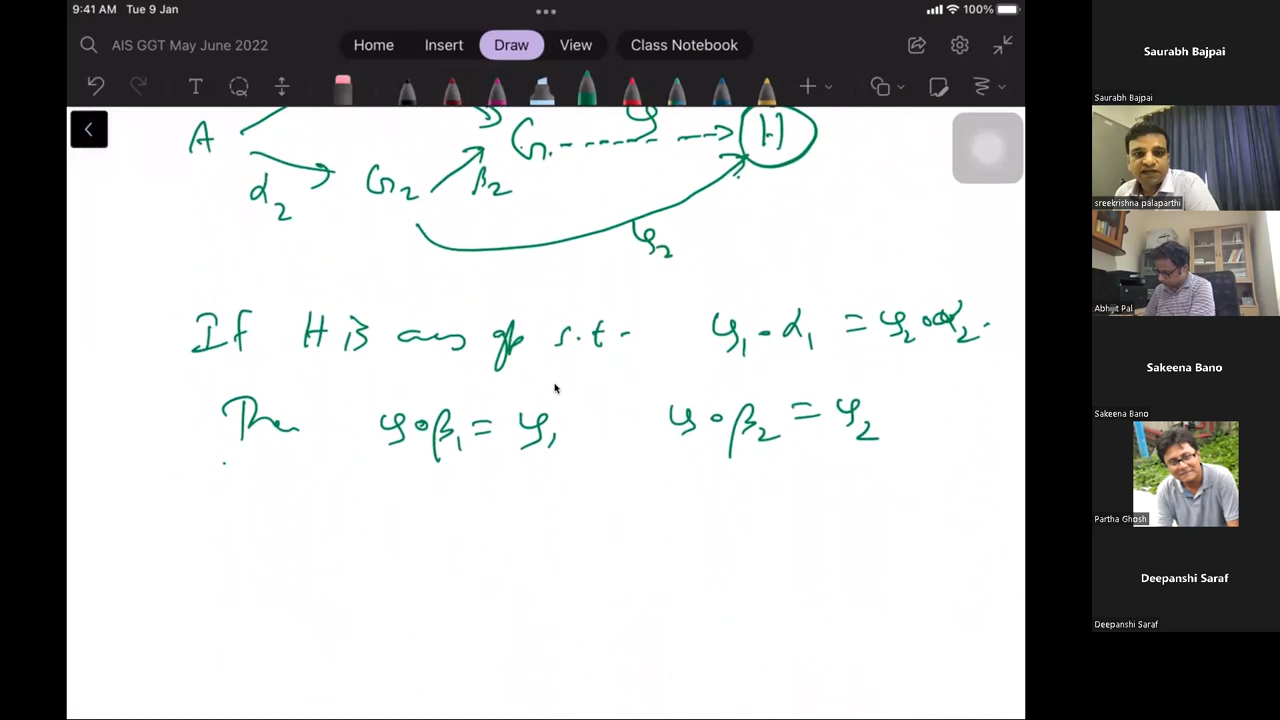 9:41 AM Tue 9 Jan
100%
AIS GGT May June 2022
Home Insert Draw View Class Notebook
A
G
φ
H
α₂
G₂
β₂
φ₂
If H is any gp s.t. φ₁ ∘ α₁ = φ₂ ∘ α₂.
Then φ ∘ β₁ = φ₁ φ ∘ β₂ = φ₂
Saurabh Bajpai
Saurabh Bajpai
sreekrishna palaparthi
Abhijit Pal
Sakeena Bano
Sakeena Bano
Partha Ghosh
Deepanshi Saraf
Deepanshi Saraf